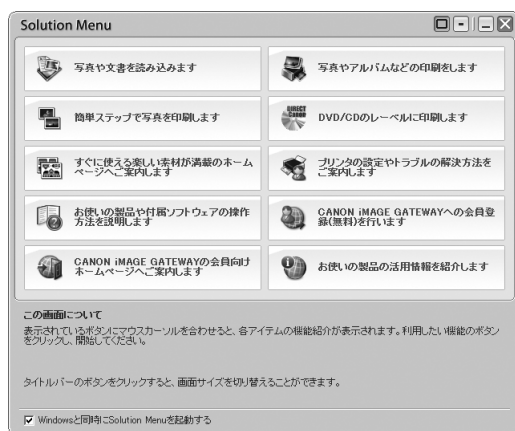 Solution Menu
写真や文書を読み込みます
写真やアルバムなどの印刷をします
簡単ステップで写真を印刷します
DIRECT
Canon
DVD/CDのレーベルに印刷します
すぐに使える楽しい素材が満載のホーム
ページへご案内します
プリンタの設定やトラブルの解決方法を
ご案内します
お使いの製品や付属ソフトウェアの操作
方法を説明します
CANON iMAGE GATEWAYへの会員登
録(無料)を行います
CANON iMAGE GATEWAYの会員向け
ホームページへご案内します
お使いの製品の活用情報を紹介します
この画面について
表示されているボタンにマウスカーソルを合わせると、各アイテムの機能紹介が表示されます。利用したい機能のボタン
をクリックし、開始してください。
タイトルバーのボタンをクリックすると、画面サイズを切り替えることができます。
Windowsと同時にSolution Menuを起動する